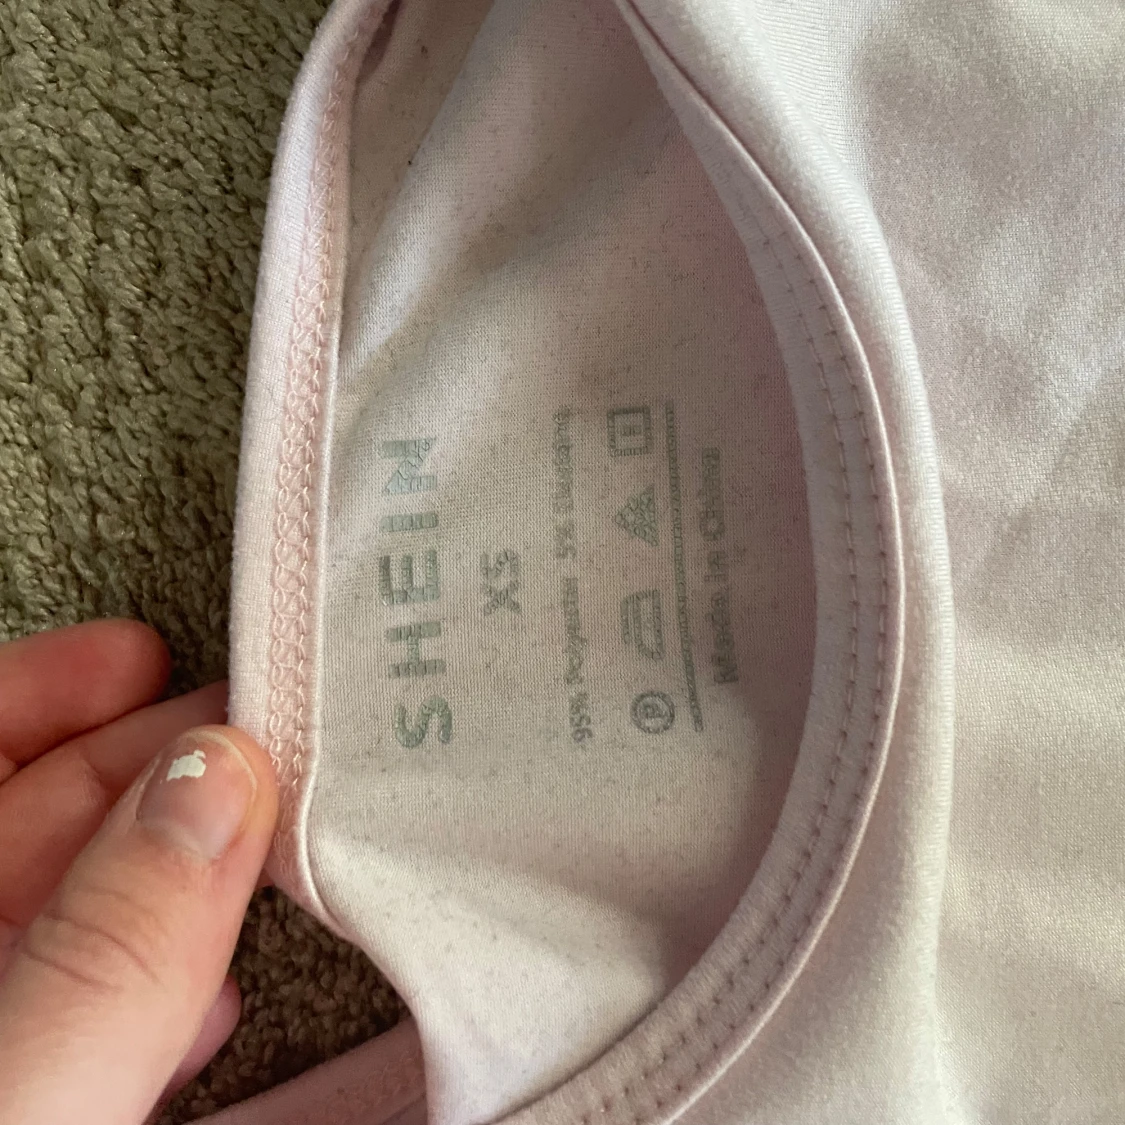 SHEIN
XS
95% Polyester 5% Elastane
P
Made in China